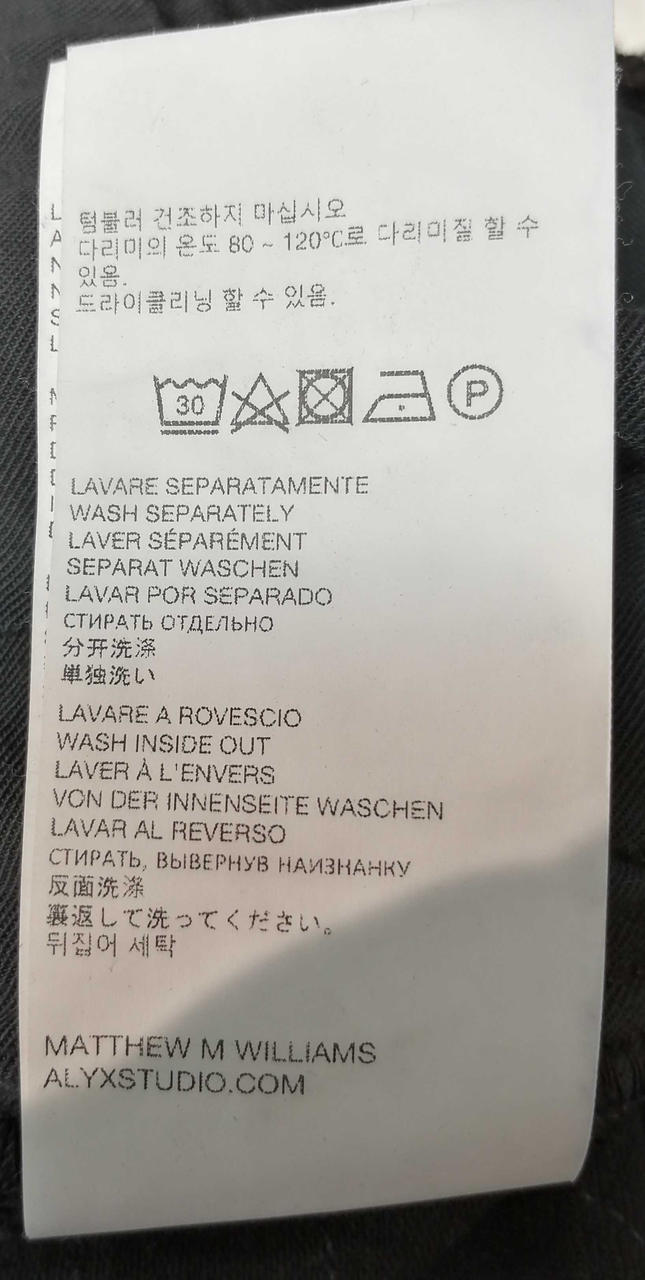 텀블러 건조하지 마십시오
다리미의 온도 80 ~ 120℃로 다리미질 할 수
있음.
드라이클리닝 할 수 있음.
30
P
LAVARE SEPARATAMENTE
WASH SEPARATELY
LAVER SÉPARÉMENT
SEPARAT WASCHEN
LAVAR POR SEPARADO
СТИРАТЬ ОТДЕЛЬНО
分开洗涤
単独洗い
LAVARE A ROVESCIO
WASH INSIDE OUT
LAVER À L'ENVERS
VON DER INNENSEITE WASCHEN
LAVAR AL REVERSO
СТИРАТЬ, ВЫВЕРНУВ НАИЗНАНКУ
反面洗涤
裏返して洗ってください。
뒤집어 세탁
MATTHEW M WILLIAMS
ALYXSTUDIO.COM